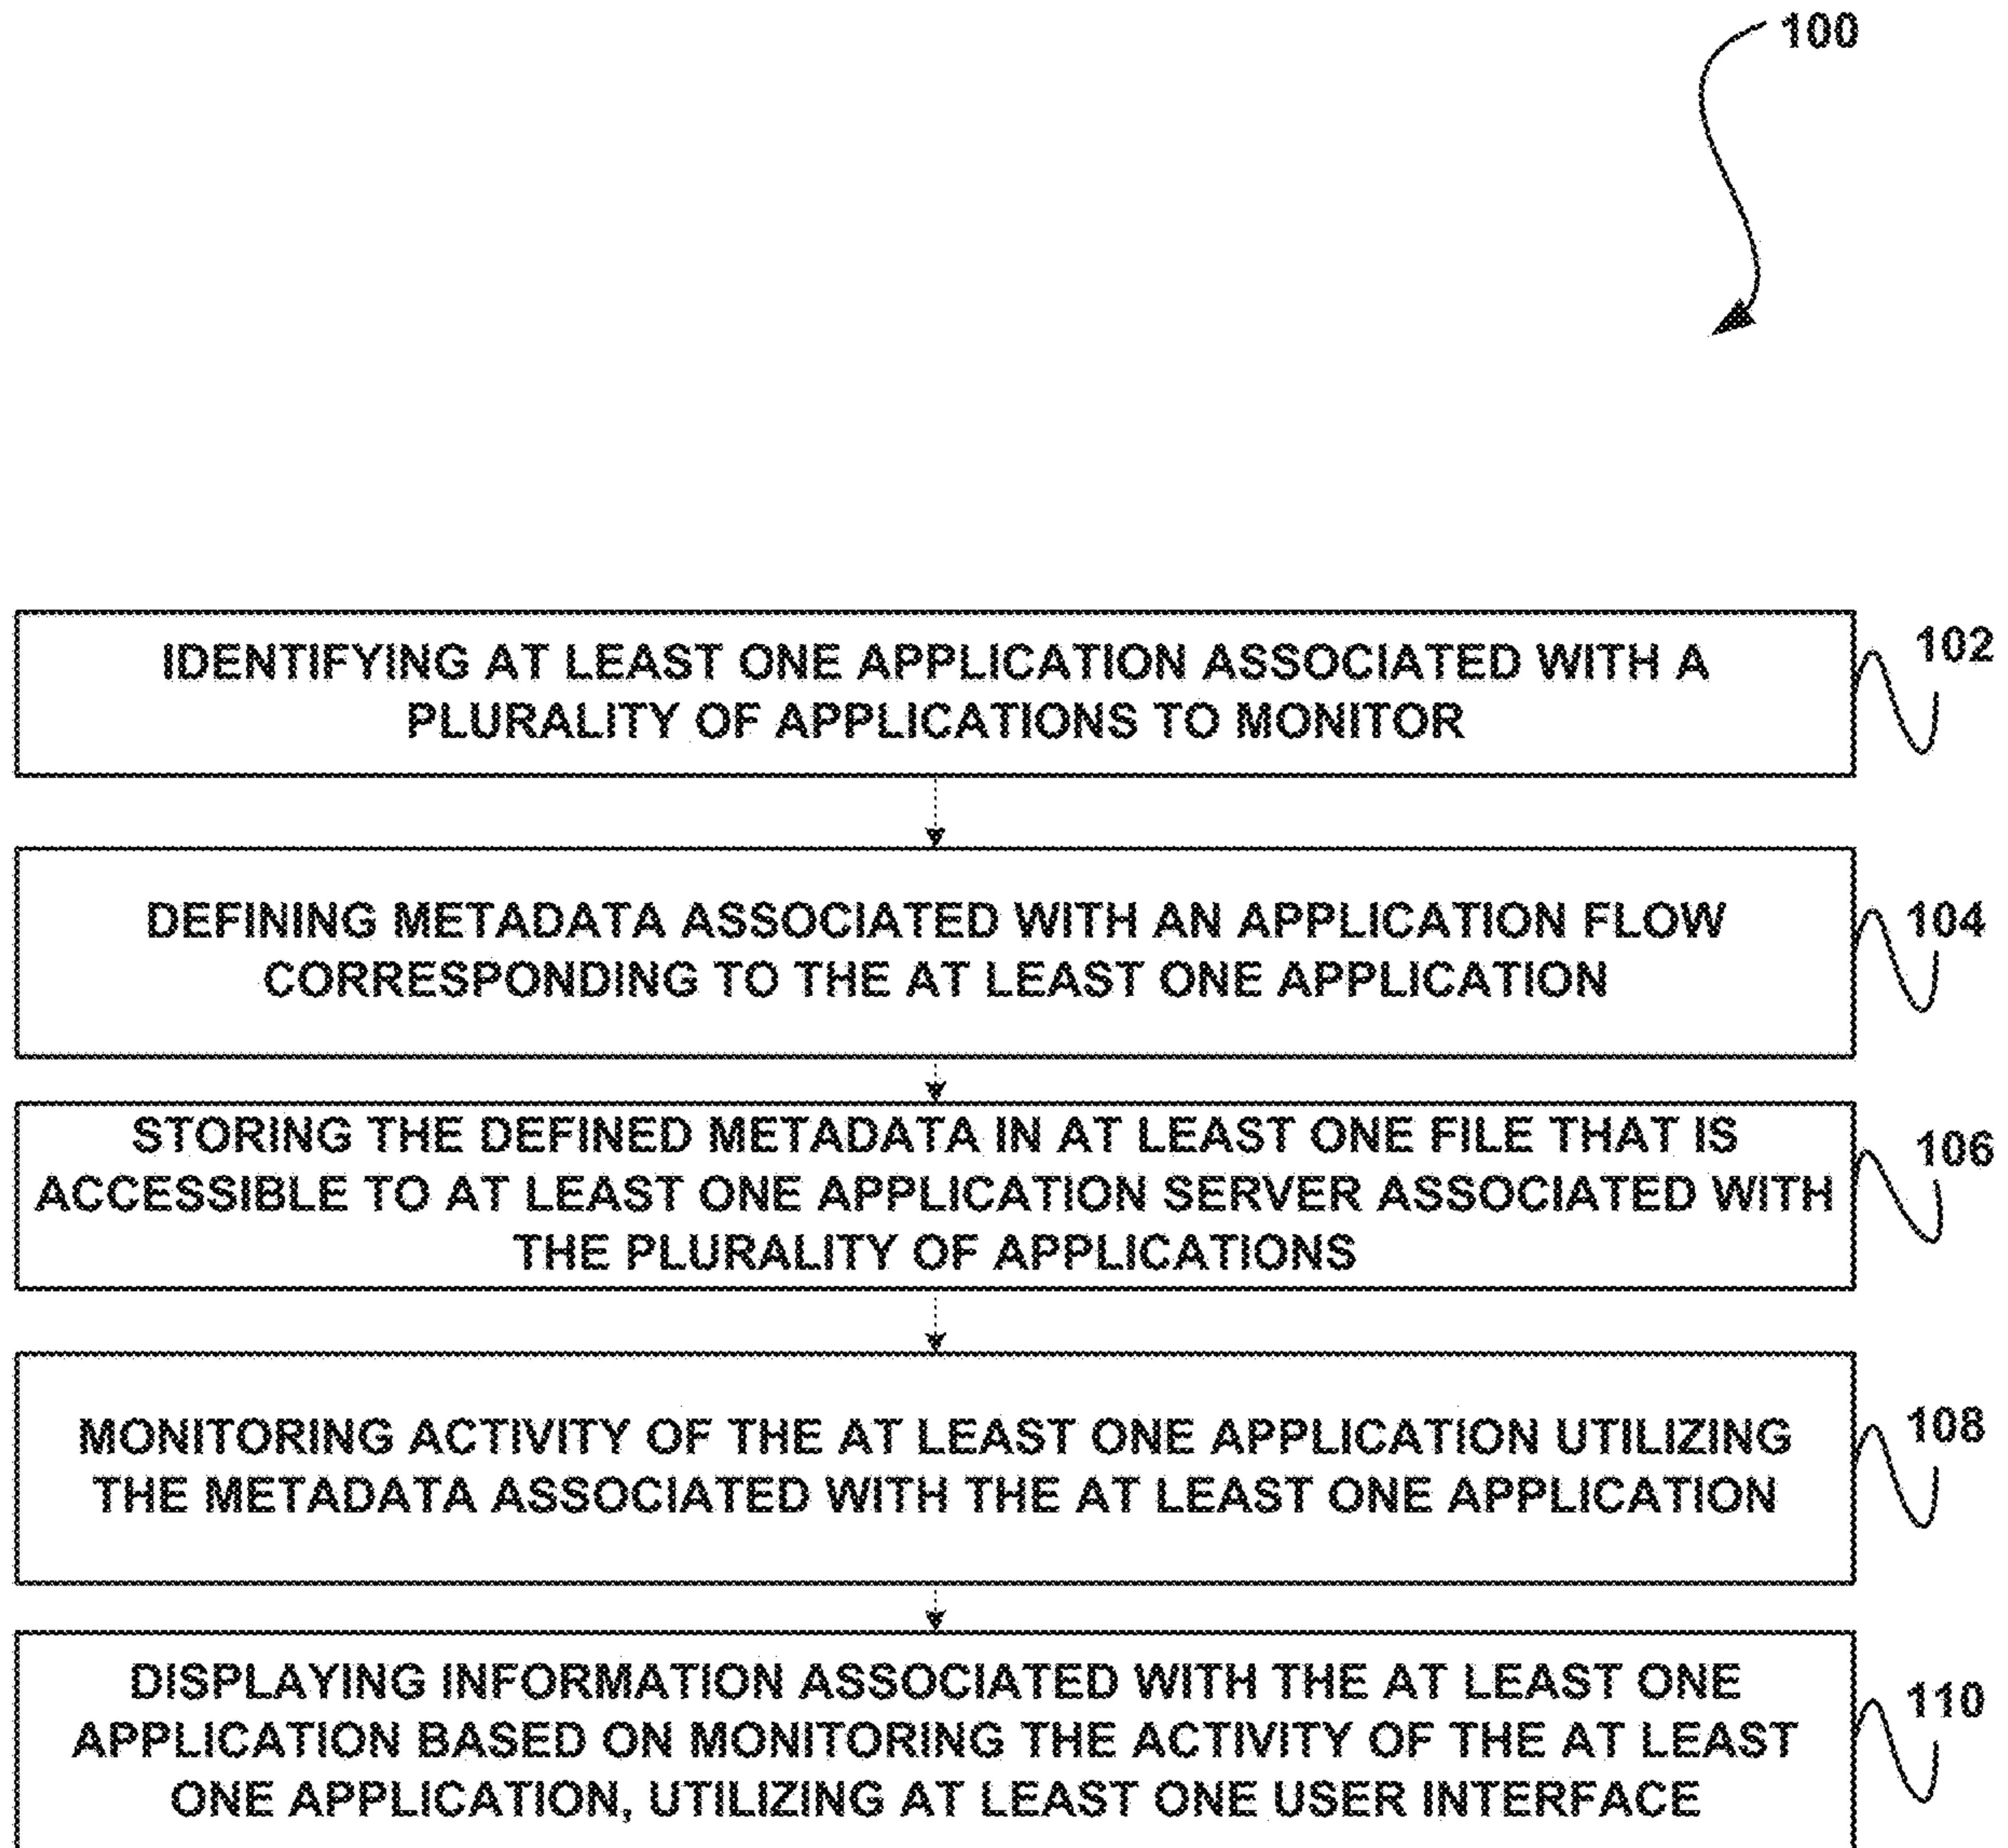 100
IDENTIFYING AT LEAST ONE APPLICATION ASSOCIATED WITH A
PLURALITY OF APPLICATIONS TO MONITOR
102
DEFINING METADATA ASSOCIATED WITH AN APPLICATION FLOW
CORRESPONDING TO THE AT LEAST ONE APPLICATION
104
STORING THE DEFINED METADATA IN AT LEAST ONE FILE THAT IS
ACCESSIBLE TO AT LEAST ONE APPLICATION SERVER ASSOCIATED WITH
THE PLURALITY OF APPLICATIONS
106
MONITORING ACTIVITY OF THE AT LEAST ONE APPLICATION UTILIZING
THE METADATA ASSOCIATED WITH THE AT LEAST ONE APPLICATION
108
DISPLAYING INFORMATION ASSOCIATED WITH THE AT LEAST ONE
APPLICATION BASED ON MONITORING THE ACTIVITY OF THE AT LEAST
ONE APPLICATION, UTILIZING AT LEAST ONE USER INTERFACE
110